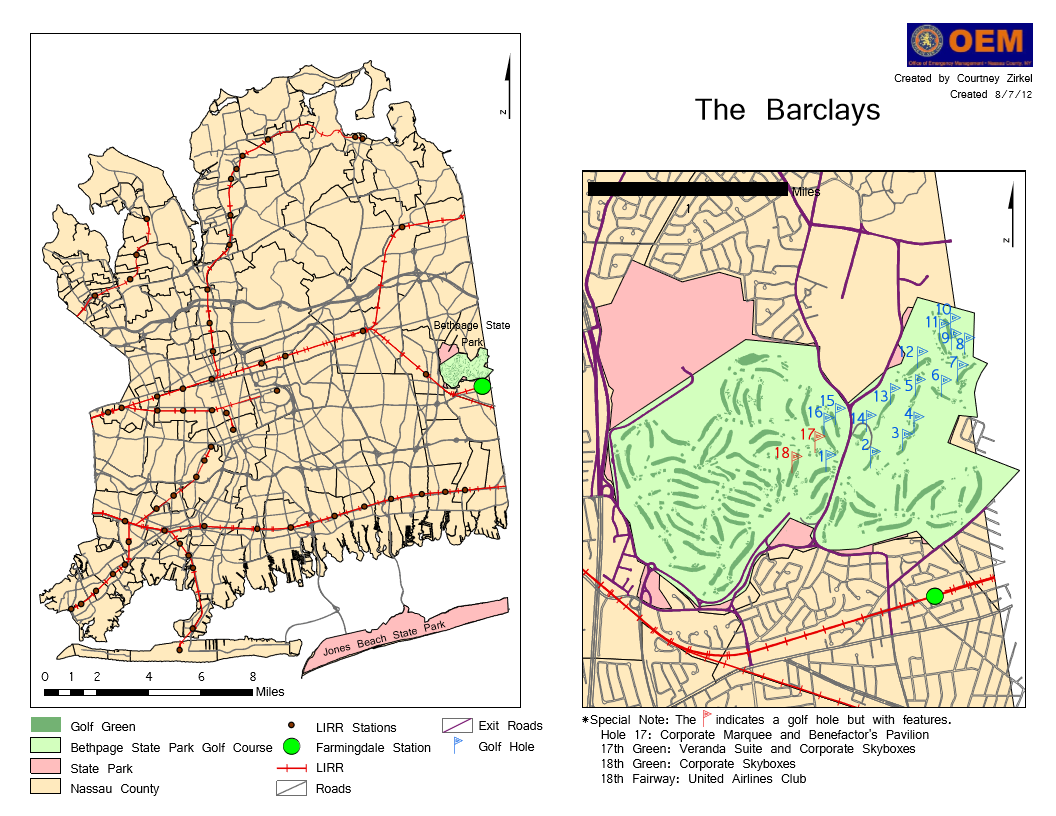 OEM
Office of Emergency Management - Nassau County, NY
Created by Courtney Zirkel
Created 8/7/12
The Barclays
N
Bethpage State
Park
Jones Beach State Park
0 1 2 4 6 8
Miles
Miles
1
N
10
11
9
8
12
7
6
5
13
15
16
14
4
17
3
2
18
1
Golf Green
Bethpage State Park Golf Course
State Park
Nassau County
LIRR Stations
Farmingdale Station
LIRR
Roads
Exit Roads
Golf Hole
*Special Note: The indicates a golf hole but with features.
Hole 17: Corporate Marquee and Benefactor's Pavilion
17th Green: Veranda Suite and Corporate Skyboxes
18th Green: Corporate Skyboxes
18th Fairway: United Airlines Club